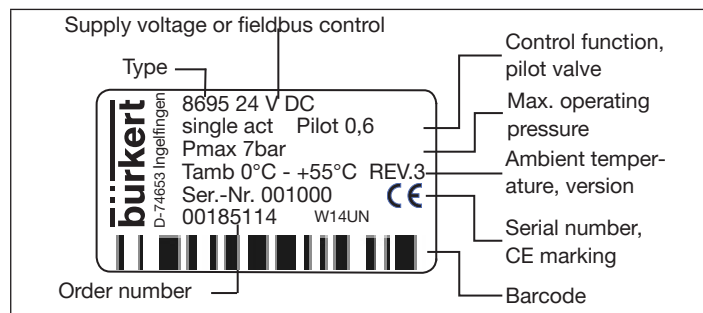 Supply voltage or fieldbus control
Type
bürkert
D-74653 Ingelfingen
8695 24 V DC
single act Pilot 0,6
Pmax 7bar
Tamb 0°C - +55°C REV.3
Ser.-Nr. 001000 CE
00185114 W14UN
Order number
Control function,
pilot valve
Max. operating
pressure
Ambient temper-
ature, version
Serial number,
CE marking
Barcode